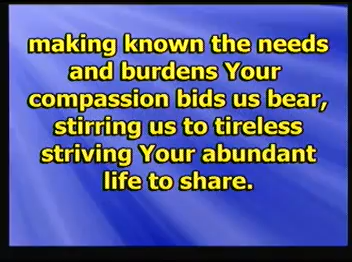 making known the needs
and burdens Your
compassion bids us bear,
stirring us to tireless
striving Your abundant
life to share.